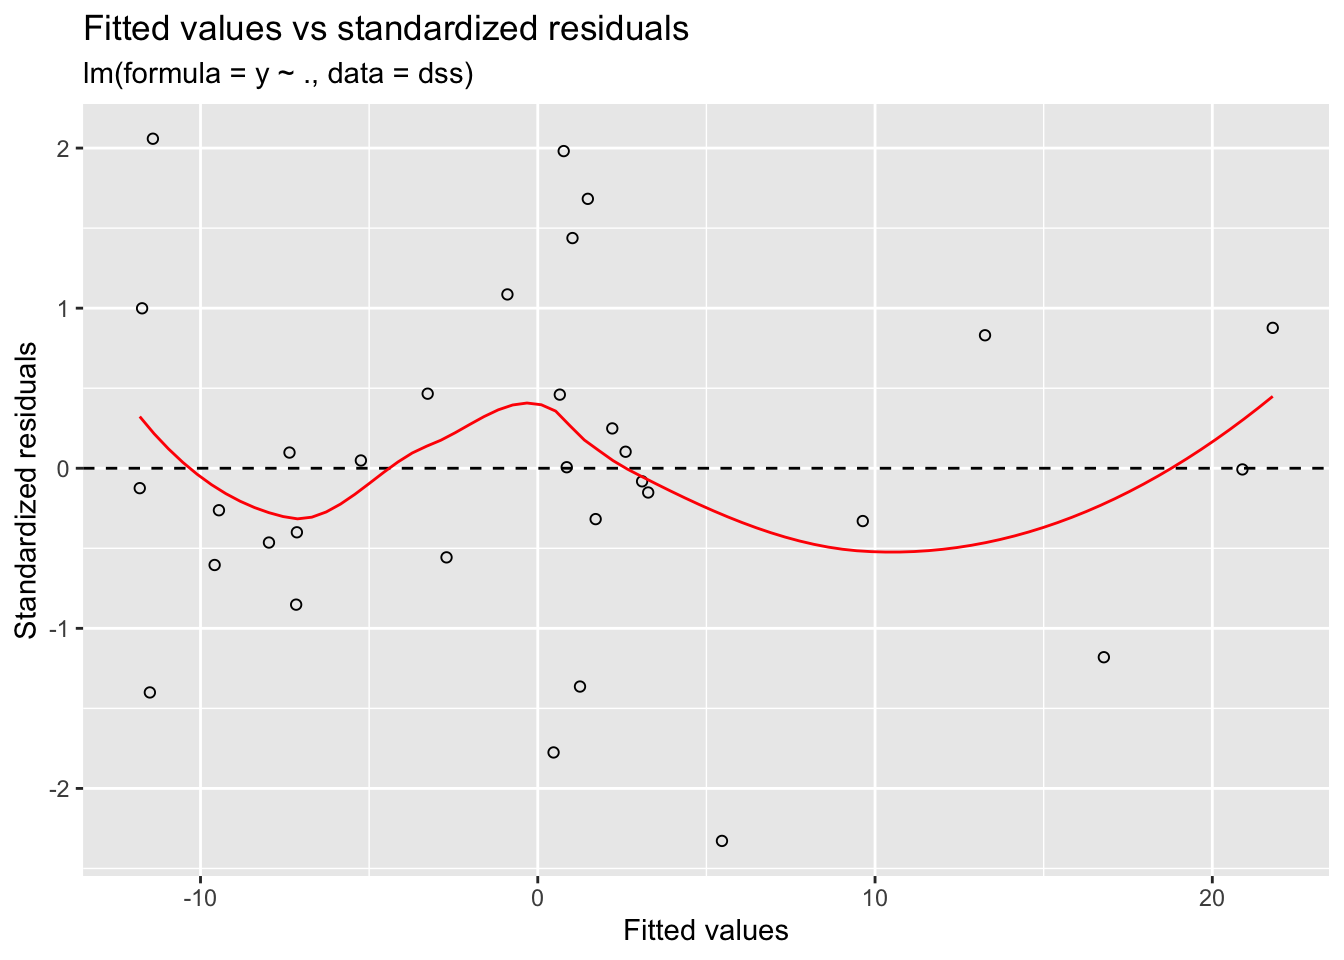 Fitted values vs standardized residuals
lm(formula = y ~ ., data = dss)
Standardized residuals
2
1
0
-1
-2
-10
0
10
20
Fitted values